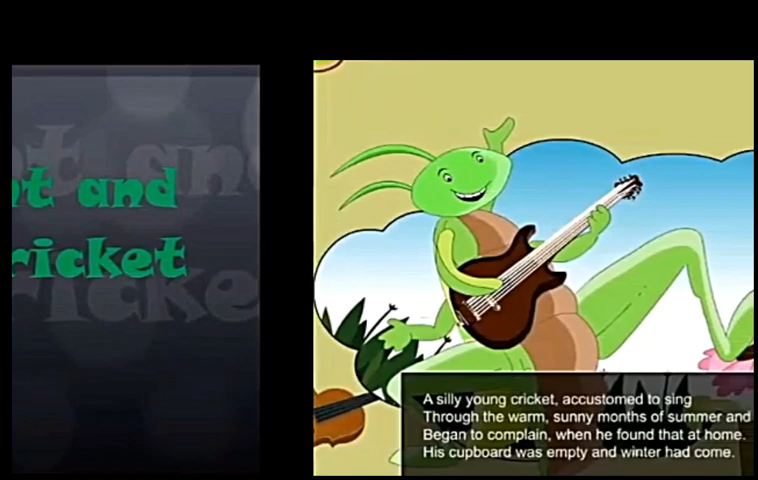 nt and
ricket
A silly young cricket, accustomed to sing
Through the warm, sunny months of summer and
Began to complain, when he found that at home.
His cupboard was empty and winter had come.